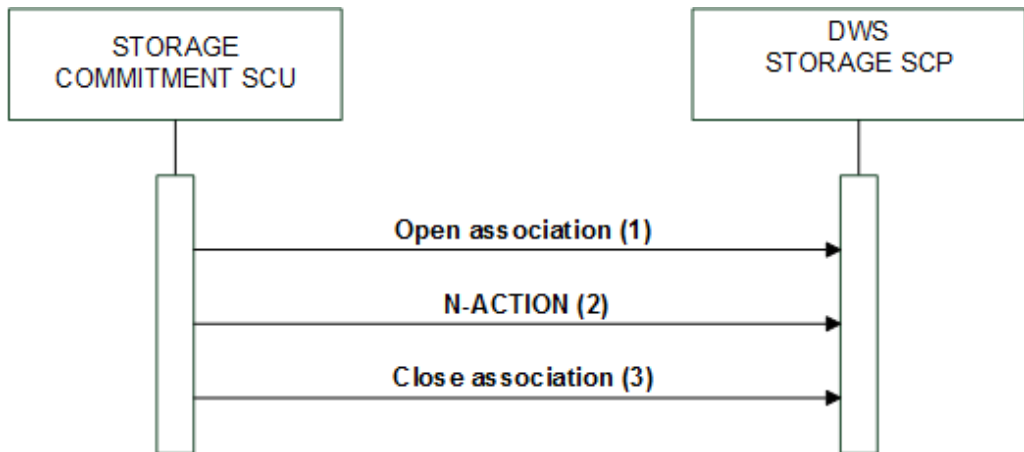 STORAGE
COMMITMENT SCU
DWS
STORAGE SCP
Open association (1)
N-ACTION (2)
Close association (3)